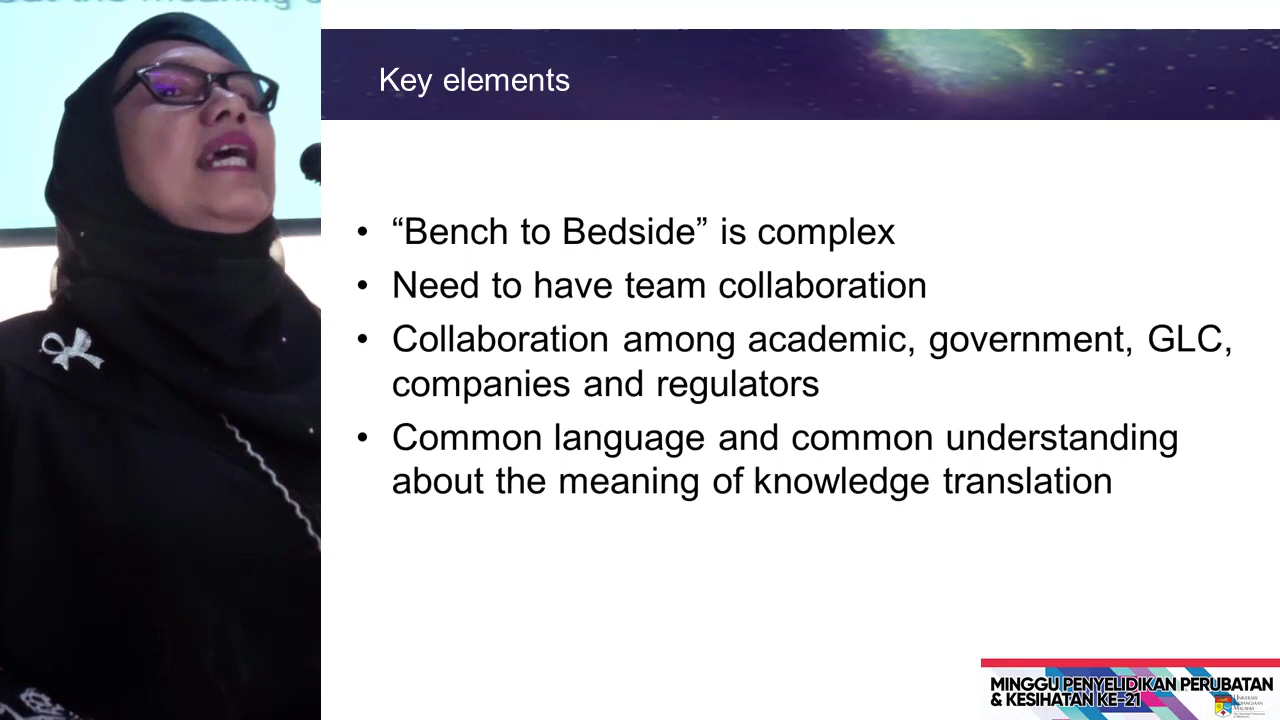 Key elements
• “Bench to Bedside” is complex
• Need to have team collaboration
• Collaboration among academic, government, GLC,
companies and regulators
• Common language and common understanding
about the meaning of knowledge translation
MINGGU PENYELIDIKAN PERUBATAN
& KESIHATAN KE-21